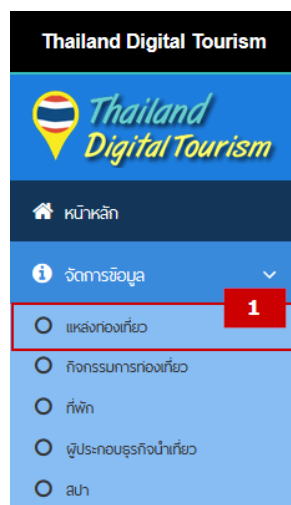 Thailand Digital Tourism
Thailand
Digital Tourism
หน้าหลัก
จัดการข้อมูล
1
แหล่งท่องเที่ยว
กิจกรรมการท่องเที่ยว
ที่พัก
ผู้ประกอบธุรกิจนำเที่ยว
สปา